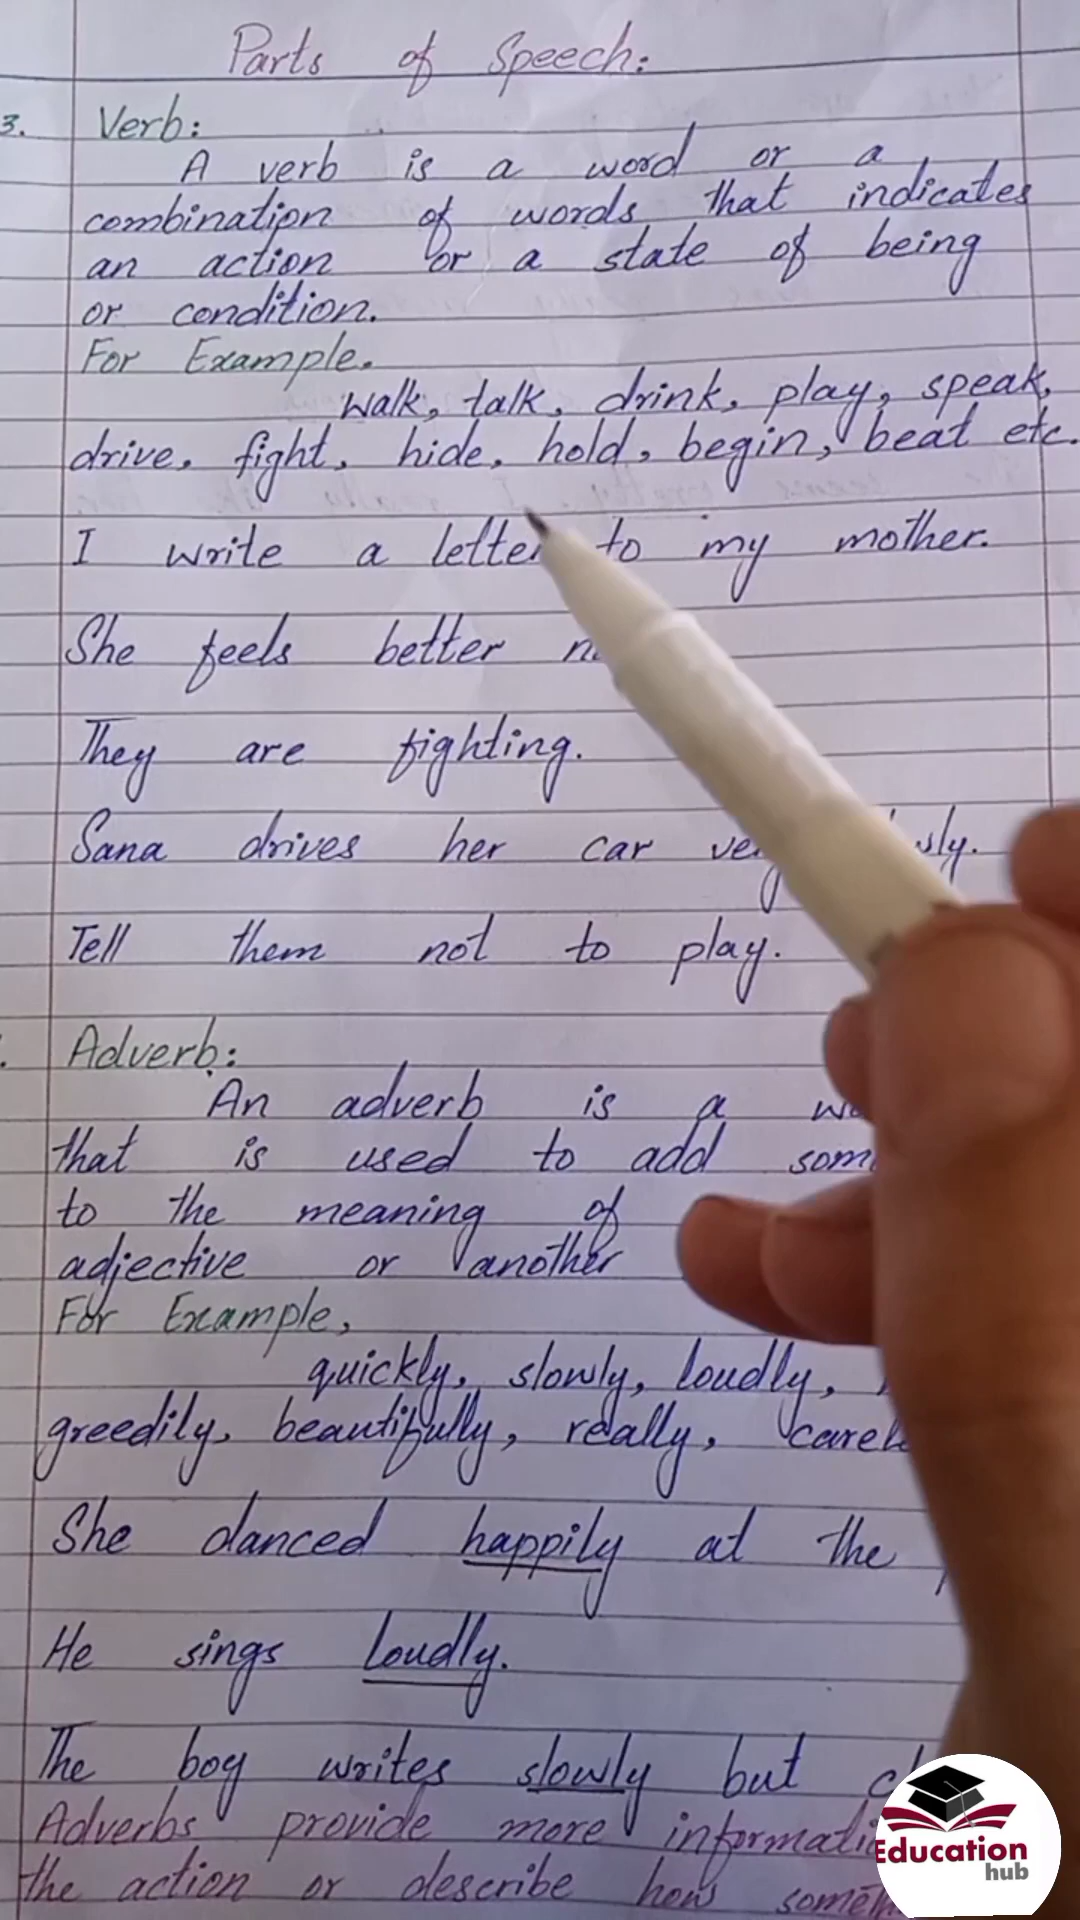 Parts of Speech:
3. Verb:
A verb is a word or a
combination of words that indicates
an action or a state of being
or condition.
For Example.
walk, talk, drink, play, speak,
drive, fight, hide, hold, begin, beat etc.
I write a letter to my mother.
She feels better
They are fighting.
Sana drives her car
Tell them not to play.
Adverb:
An adverb is a
that is used to add
to the meaning of
adjective or another
For Example,
quickly, slowly, loudly,
greedily, beautifully, really,
She danced happily at the
He sings loudly.
The boy writes slowly but
Adverbs provide more
the action or describe how
Education
hub